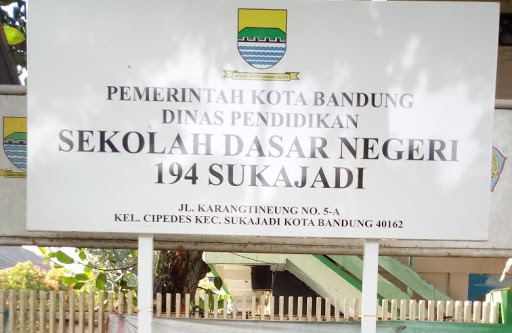 PEMERINTAH KOTA BANDUNG
DINAS PENDIDIKAN
SEKOLAH DASAR NEGERI
194 SUKAJADI
JL. KARANGTINEUNG NO. 5-A
KEL. CIPEDES KEC. SUKAJADI KOTA BANDUNG 40162